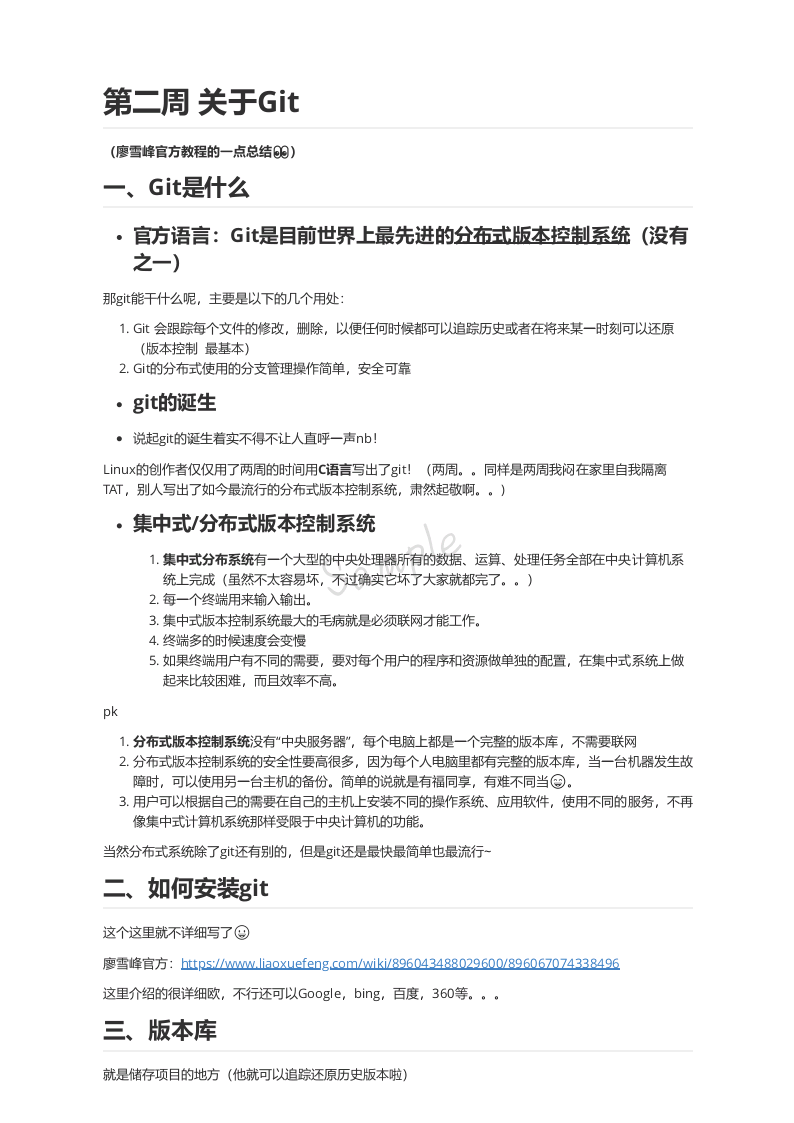 第二周 关于Git
（廖雪峰官方教程的一点总结👀）
一、Git是什么
• 官方语言：Git是目前世界上最先进的分布式版本控制系统（没有
之一）
那git能干什么呢，主要是以下的几个用处：
1. Git 会跟踪每个文件的修改，删除，以便任何时候都可以追踪历史或者在将来某一时刻可以还原
（版本控制 最基本）
2. Git的分布式使用的分支管理操作简单，安全可靠
• git的诞生
• 说起git的诞生着实不得不让人直呼一声nb！
Linux的创作者仅仅用了两周的时间用C语言写出了git！（两周。。同样是两周我闷在家里自我隔离
TAT，别人写出了如今最流行的分布式版本控制系统，肃然起敬啊。。)
• 集中式/分布式版本控制系统
1. 集中式分布系统有一个大型的中央处理器所有的数据、运算、处理任务全部在中央计算机系
统上完成（虽然不太容易坏，不过确实它坏了大家就都完了。。）
2. 每一个终端用来输入输出。
3. 集中式版本控制系统最大的毛病就是必须联网才能工作。
4. 终端多的时候速度会变慢
5. 如果终端用户有不同的需要，要对每个用户的程序和资源做单独的配置，在集中式系统上做
起来比较困难，而且效率不高。
Sample
pk
1. 分布式版本控制系统没有“中央服务器”，每个电脑上都是一个完整的版本库，不需要联网
2. 分布式版本控制系统的安全性要高很多，因为每个人电脑里都有完整的版本库，当一台机器发生故
障时，可以使用另一台主机的备份。简单的说就是有福同享，有难不同当😄。
3. 用户可以根据自己的需要在自己的主机上安装不同的操作系统、应用软件，使用不同的服务，不再
像集中式计算机系统那样受限于中央计算机的功能。
当然分布式系统除了git还有别的，但是git还是最快最简单也最流行~
二、如何安装git
这个这里就不详细写了😀
廖雪峰官方：https://www.liaoxuefeng.com/wiki/896043488029600/896067074338496
这里介绍的很详细欧，不行还可以Google，bing，百度，360等。。。
三、版本库
就是储存项目的地方（他就可以追踪还原历史版本啦）